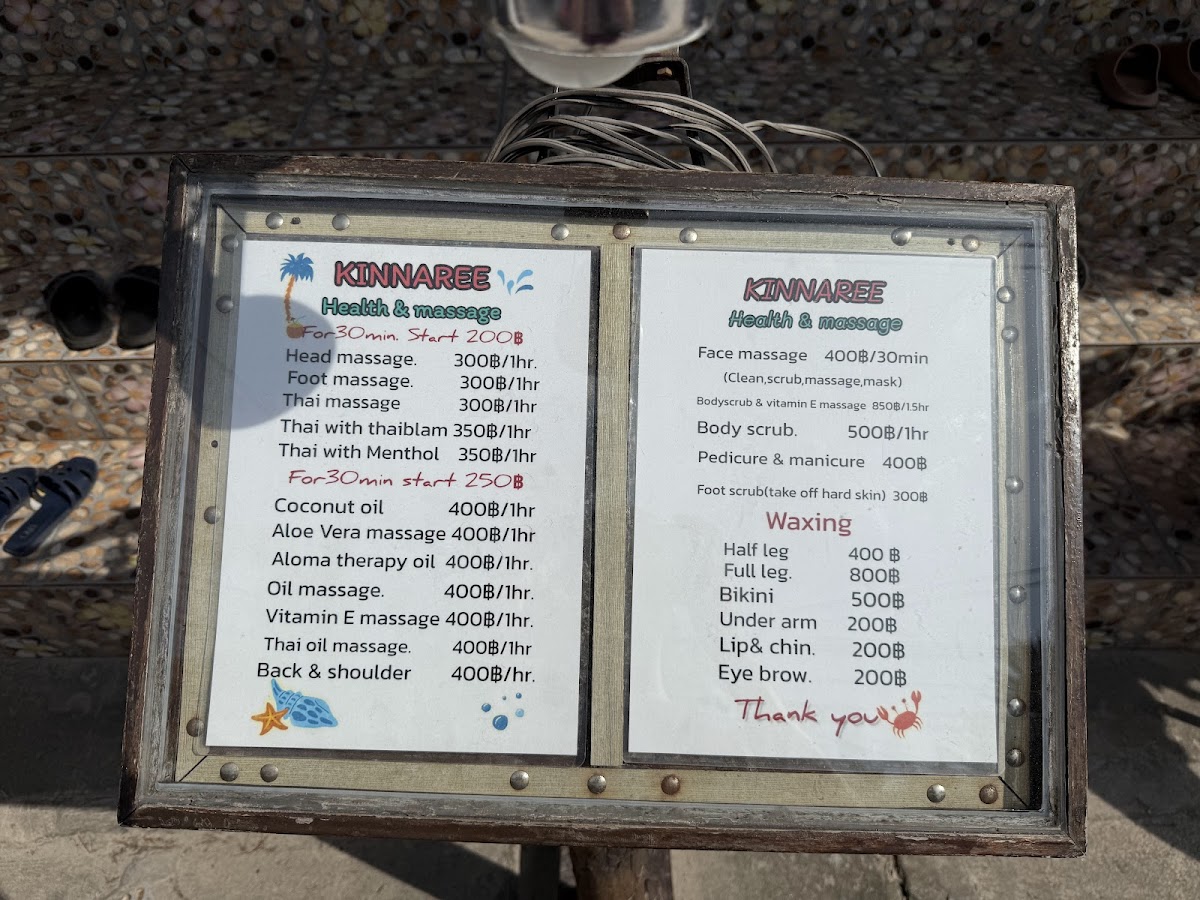 KINNAREE
Health & massage
For30min. Start 200฿
Head massage. 300฿/1hr.
Foot massage. 300฿/1hr
Thai massage 300฿/1hr
Thai with thaiblam 350฿/1hr
Thai with Menthol 350฿/1hr
For30min start 250฿
Coconut oil 400฿/1hr
Aloe Vera massage 400฿/1hr
Aloma therapy oil 400฿/1hr.
Oil massage. 400฿/1hr.
Vitamin E massage 400฿/1hr.
Thai oil massage. 400฿/1hr
Back & shoulder 400฿/hr.
KINNAREE
Health & massage
Face massage 400฿/30min
(Clean,scrub,massage,mask)
Bodyscrub & vitamin E massage 850฿/1.5hr
Body scrub. 500฿/1hr
Pedicure & manicure 400฿
Foot scrub(take off hard skin) 300฿
Waxing
Half leg 400 ฿
Full leg. 800฿
Bikini 500฿
Under arm 200฿
Lip& chin. 200฿
Eye brow. 200฿
Thank you